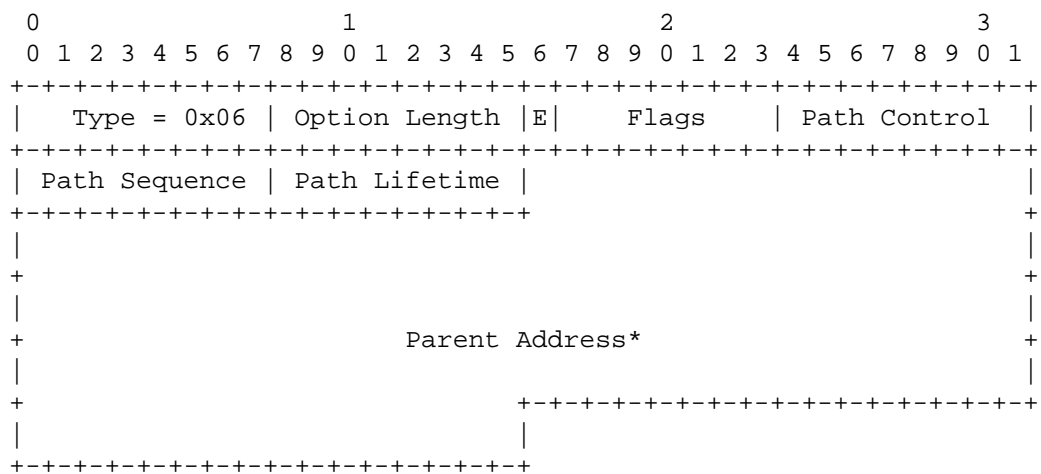 0                   1                   2                   3
0 1 2 3 4 5 6 7 8 9 0 1 2 3 4 5 6 7 8 9 0 1 2 3 4 5 6 7 8 9 0 1
+-+-+-+-+-+-+-+-+-+-+-+-+-+-+-+-+-+-+-+-+-+-+-+-+-+-+-+-+-+-+-+-+
|   Type = 0x06 | Option Length |E|    Flags    | Path Control  |
+-+-+-+-+-+-+-+-+-+-+-+-+-+-+-+-+-+-+-+-+-+-+-+-+-+-+-+-+-+-+-+-+
| Path Sequence | Path Lifetime |                               |
+-+-+-+-+-+-+-+-+-+-+-+-+-+-+-+-+                               +
|                                                               |
+                                                               +
|                                                               |
+                        Parent Address*                        +
|                                                               |
+                               +-+-+-+-+-+-+-+-+-+-+-+-+-+-+-+-+
|                               |
+-+-+-+-+-+-+-+-+-+-+-+-+-+-+-+-+